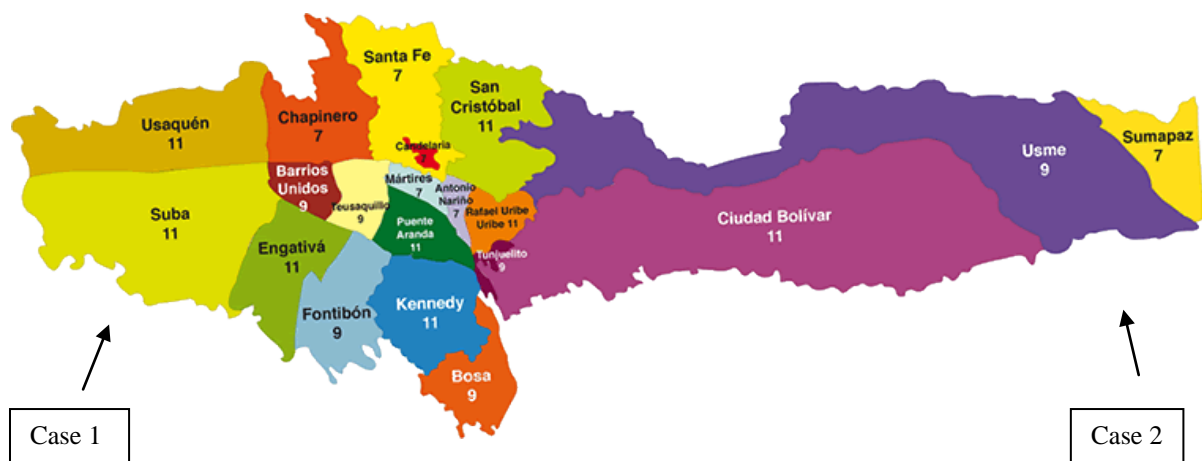 Santa Fe
7
San
Cristóbal
11
Chapinero
7
Usaquén
11
Sumapaz
7
Usme
9
Candelaria
7
Barrios
Unidos
9
Mártires
7
Antonio
Nariño
7
Teusaquillo
9
Rafael Uribe
Uribe 11
Suba
11
Ciudad Bolívar
11
Puente
Aranda
11
Engativá
11
Tunjuelito
9
Kennedy
11
Fontibón
9
Bosa
9
Case 1
Case 2